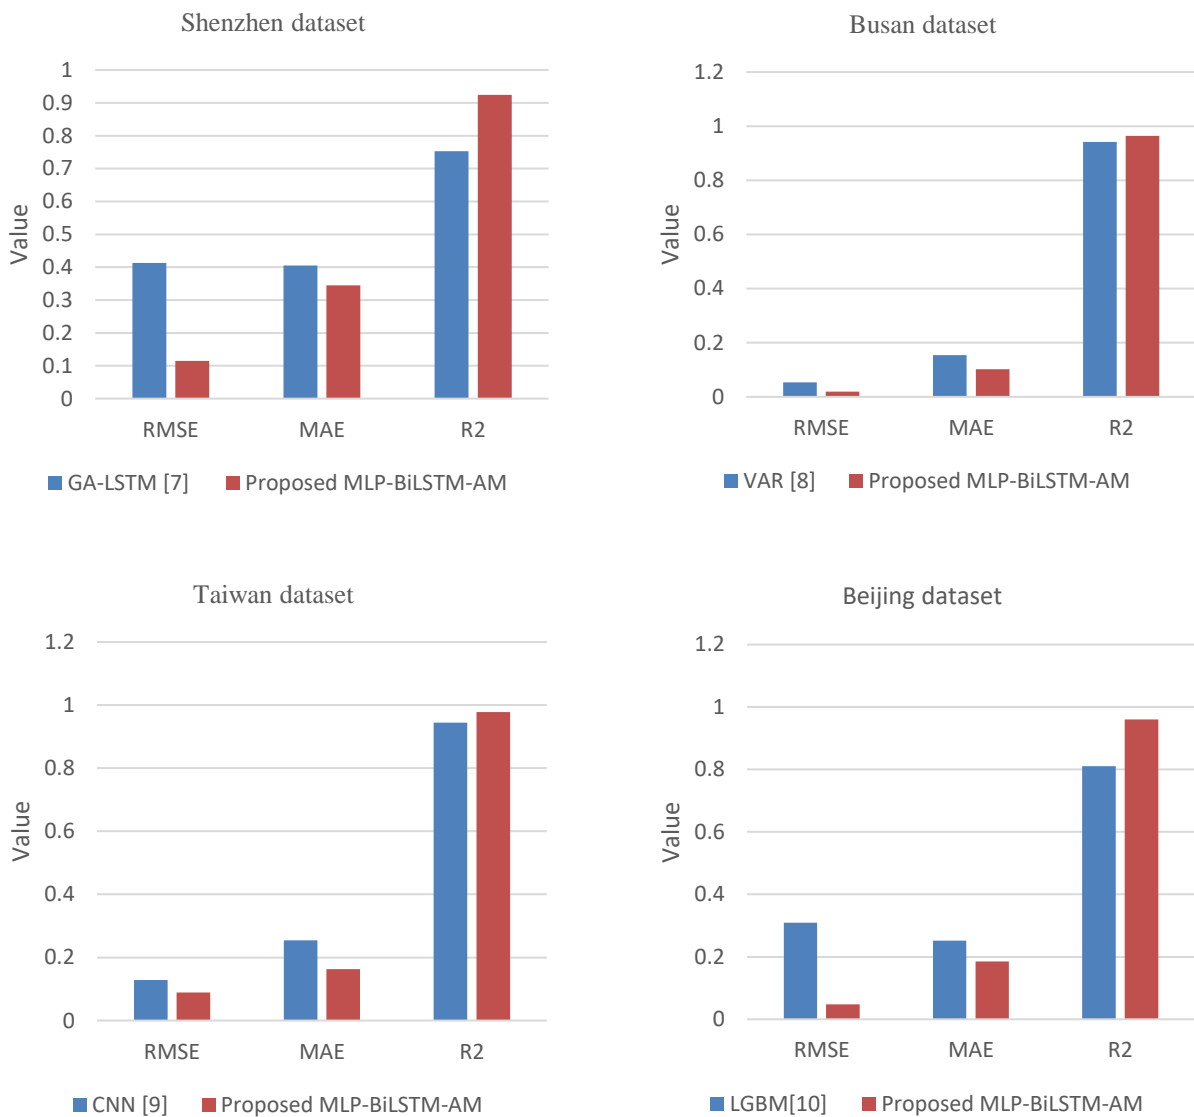 Shenzhen dataset
1
0.9
0.8
0.7
0.6
0.5
0.4
0.3
0.2
0.1
0
Value
RMSE MAE R2
GA-LSTM [7] Proposed MLP-BiLSTM-AM
Busan dataset
1.2
1
0.8
0.6
0.4
0.2
0
Value
RMSE MAE R2
VAR [8] Proposed MLP-BiLSTM-AM
Taiwan dataset
1.2
1
0.8
0.6
0.4
0.2
0
Value
RMSE MAE R2
CNN [9] Proposed MLP-BiLSTM-AM
Beijing dataset
1.2
1
0.8
0.6
0.4
0.2
0
Value
RMSE MAE R2
LGBM[10] Proposed MLP-BiLSTM-AM